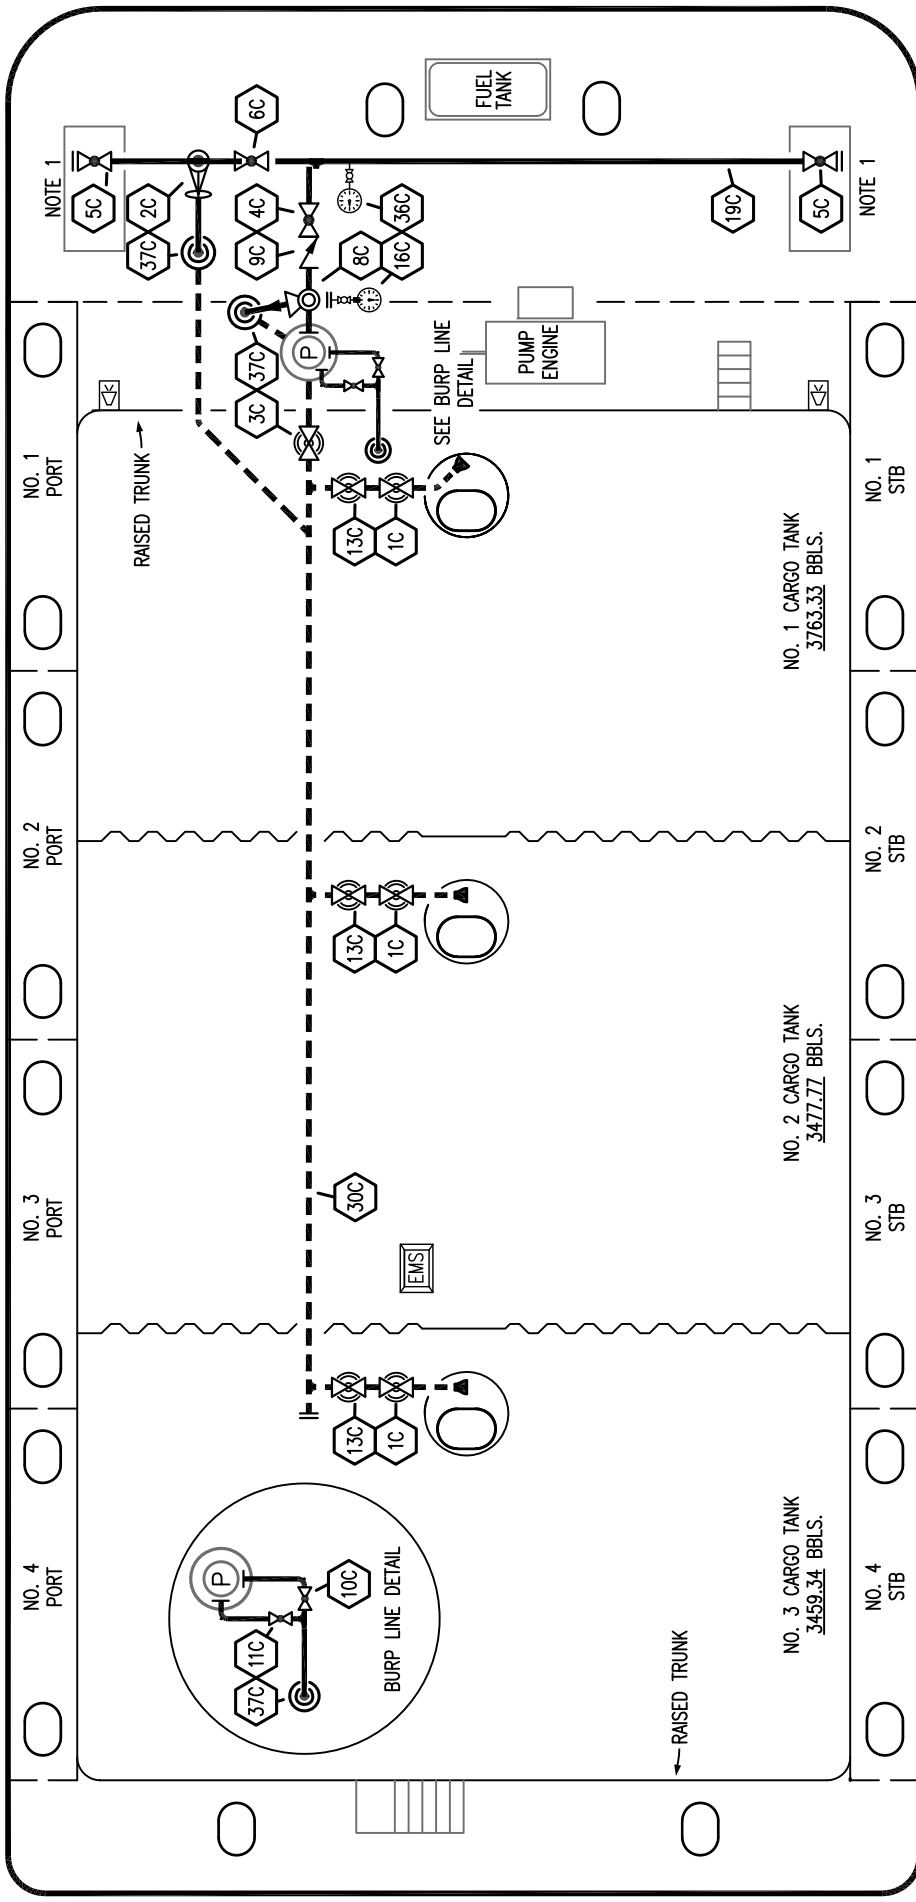 NOTE 1
5C
2C
37C
6C
4C
9C
36C
8C
16C
19C
5C
NOTE 1
FUEL
TANK
37C
3C
P
SEE BURP LINE
DETAIL
PUMP
ENGINE
NO. 1
PORT
RAISED TRUNK
13C
1C
NO. 1 CARGO TANK
3763.33 BBLS.
NO. 1
STB
NO. 2
PORT
13C
1C
NO. 2
STB
NO. 2 CARGO TANK
3477.77 BBLS.
NO. 3
PORT
30C
EMS
NO. 3
STB
13C
1C
NO. 4
PORT
P
10C
11C
37C
BURP LINE DETAIL
NO. 3 CARGO TANK
3459.34 BBLS.
NO. 4
STB
RAISED TRUNK